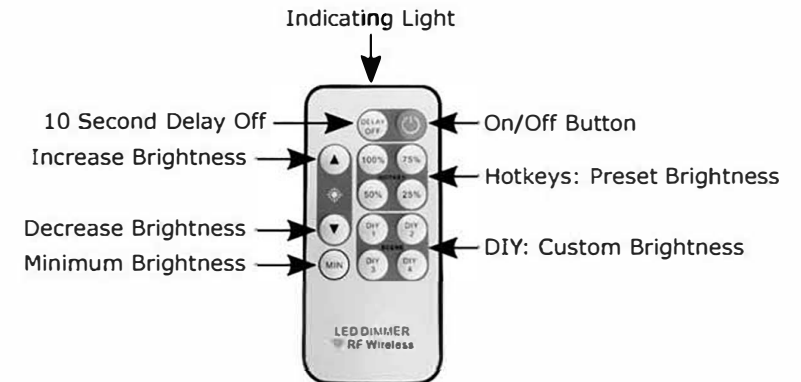 Indicating Light
10 Second Delay Off
DELAY
OFF
On/Off Button
Increase Brightness
100%
75%
HOTKEY
Hotkeys: Preset Brightness
50%
25%
Decrease Brightness
DIY
1
DIY
2
SCENE
DIY: Custom Brightness
Minimum Brightness
MIN
DIY
3
DIY
4
LED DIMMER
RF Wireless